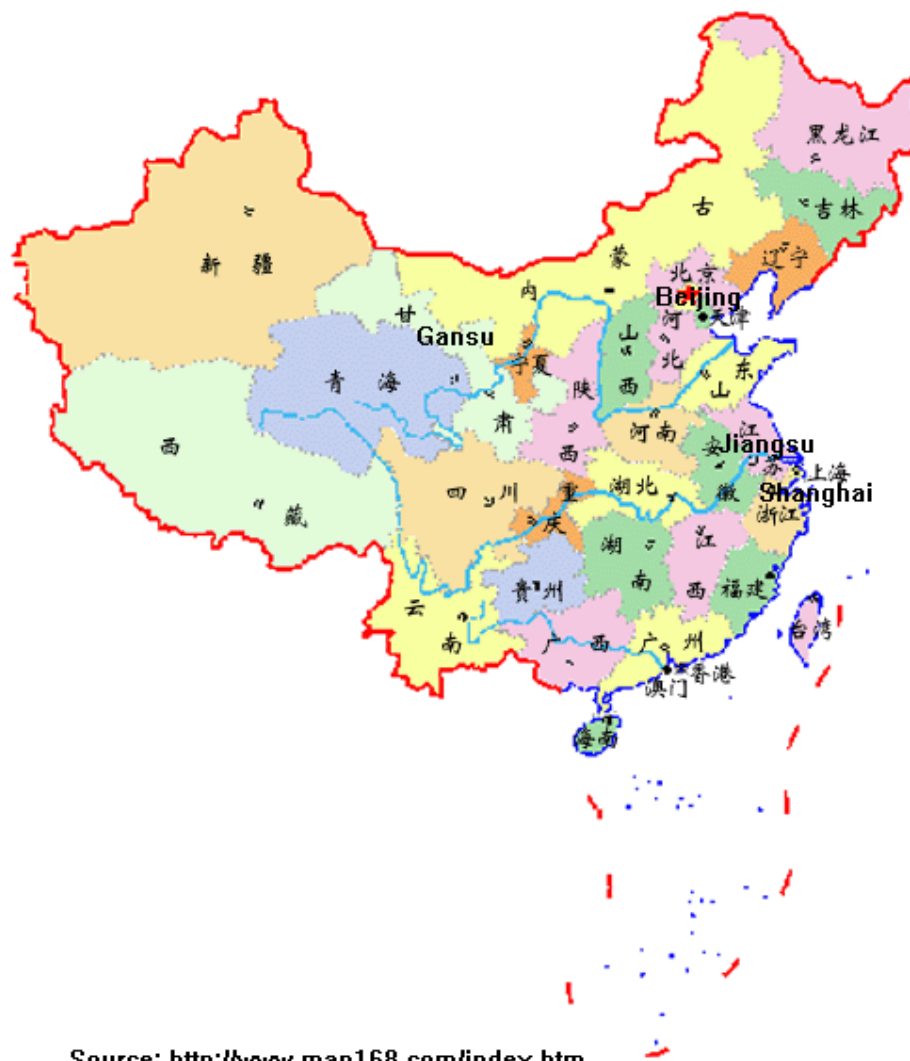 黑龙江
吉林
辽宁
内蒙古
新疆
北京
Beijing
天津
河北
甘肃
Gansu
宁夏
山西
陕西
青海
山东
河南
江苏
Jiangsu
安徽
上海
Shanghai
西藏
四川
重庆
湖北
浙江
湖南
江西
福建
贵州
云南
广西
广州
台湾
香港
澳门
海南
Source: http://www.map168.com/index.htm